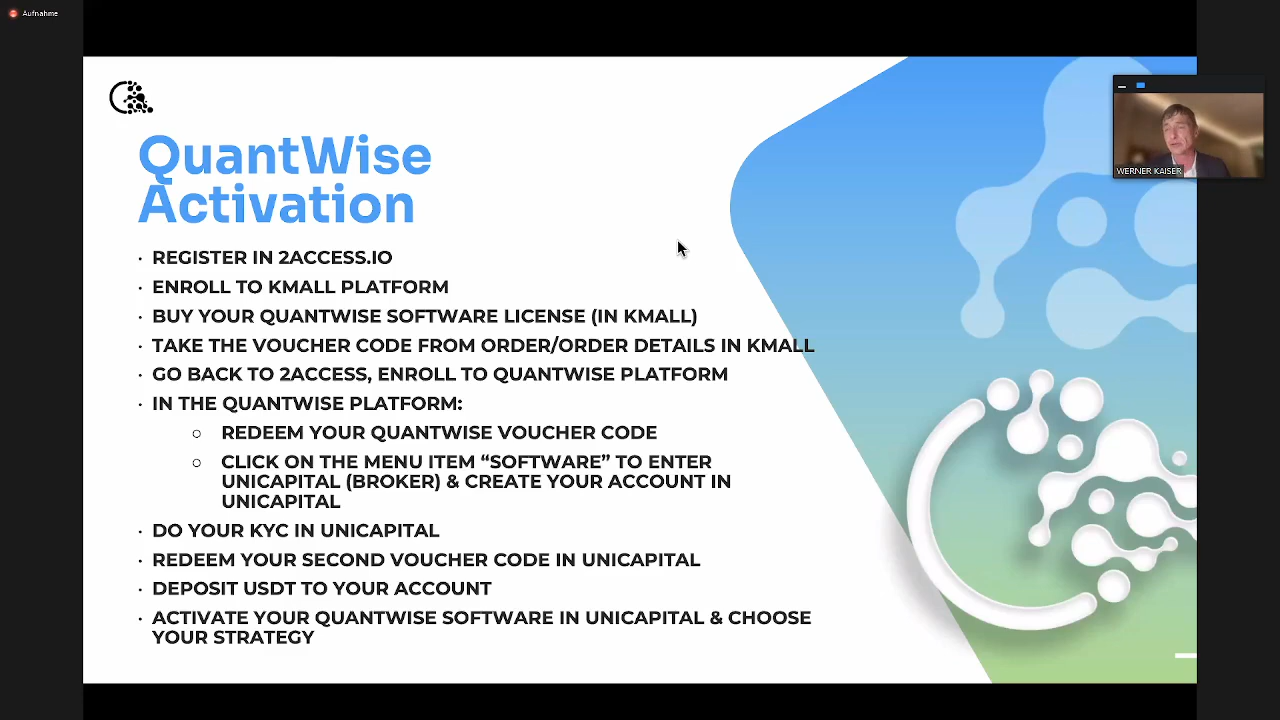 Aufnahme
QuantWise
Activation
WERNER KAISER
· REGISTER IN 2ACCESS.IO
· ENROLL TO KMALL PLATFORM
· BUY YOUR QUANTWISE SOFTWARE LICENSE (IN KMALL)
· TAKE THE VOUCHER CODE FROM ORDER/ORDER DETAILS IN KMALL
· GO BACK TO 2ACCESS, ENROLL TO QUANTWISE PLATFORM
· IN THE QUANTWISE PLATFORM:
○ REDEEM YOUR QUANTWISE VOUCHER CODE
○ CLICK ON THE MENU ITEM “SOFTWARE” TO ENTER
UNICAPITAL (BROKER) & CREATE YOUR ACCOUNT IN
UNICAPITAL
· DO YOUR KYC IN UNICAPITAL
· REDEEM YOUR SECOND VOUCHER CODE IN UNICAPITAL
· DEPOSIT USDT TO YOUR ACCOUNT
· ACTIVATE YOUR QUANTWISE SOFTWARE IN UNICAPITAL & CHOOSE
YOUR STRATEGY